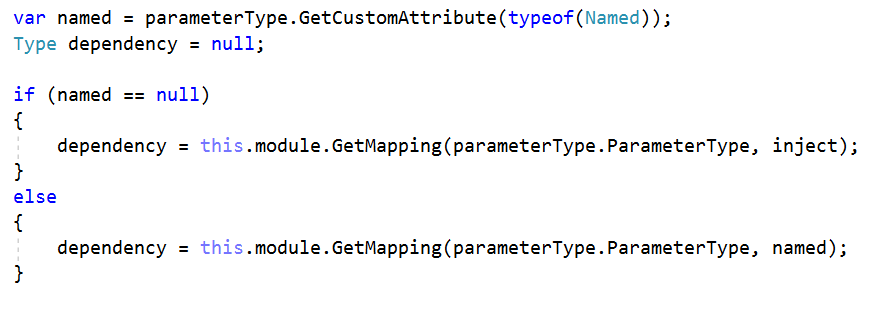 var named = parameterType.GetCustomAttribute(typeof(Named));
Type dependency = null;

if (named == null)
{
    dependency = this.module.GetMapping(parameterType.ParameterType, inject);
}
else
{
    dependency = this.module.GetMapping(parameterType.ParameterType, named);
}